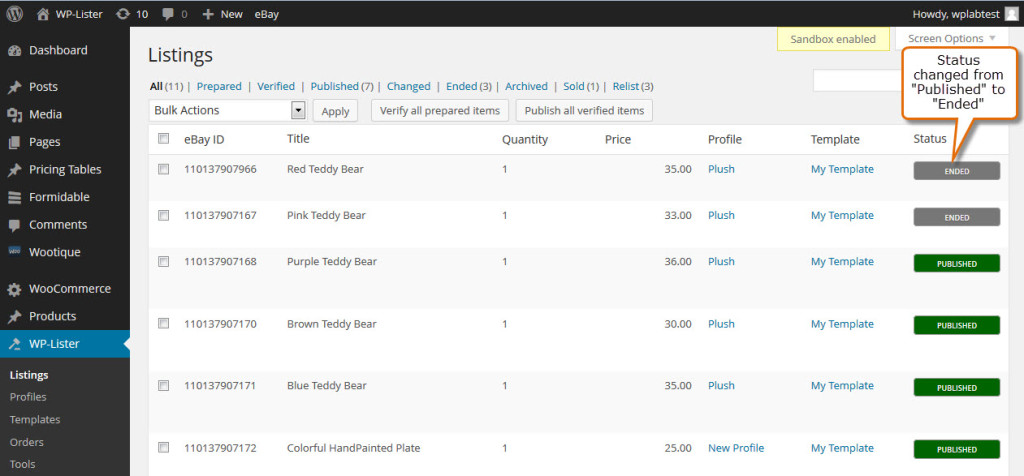 WP-Lister 10 0 + New eBay Howdy, wplabtest
Dashboard
Posts
Media
Pages
Pricing Tables
Formidable
Comments
Wootique
WooCommerce
Products
WP-Lister
Listings
Profiles
Templates
Orders
Tools
Sandbox enabled
Screen Options
Listings
Status
changed from
"Published" to
"Ended"
All (11) | Prepared | Verified | Published (7) | Changed | Ended (3) | Archived | Sold (1) | Relist (3)
Bulk Actions Apply Verify all prepared items Publish all verified items
eBay ID Title Quantity Price Profile Template Status
110137907966 Red Teddy Bear 1 35.00 Plush My Template ENDED
110137907167 Pink Teddy Bear 1 33.00 Plush My Template ENDED
110137907168 Purple Teddy Bear 1 36.00 Plush My Template PUBLISHED
110137907170 Brown Teddy Bear 1 30.00 Plush My Template PUBLISHED
110137907171 Blue Teddy Bear 1 35.00 Plush My Template PUBLISHED
110137907172 Colorful HandPainted Plate 1 25.00 New Profile My Template PUBLISHED